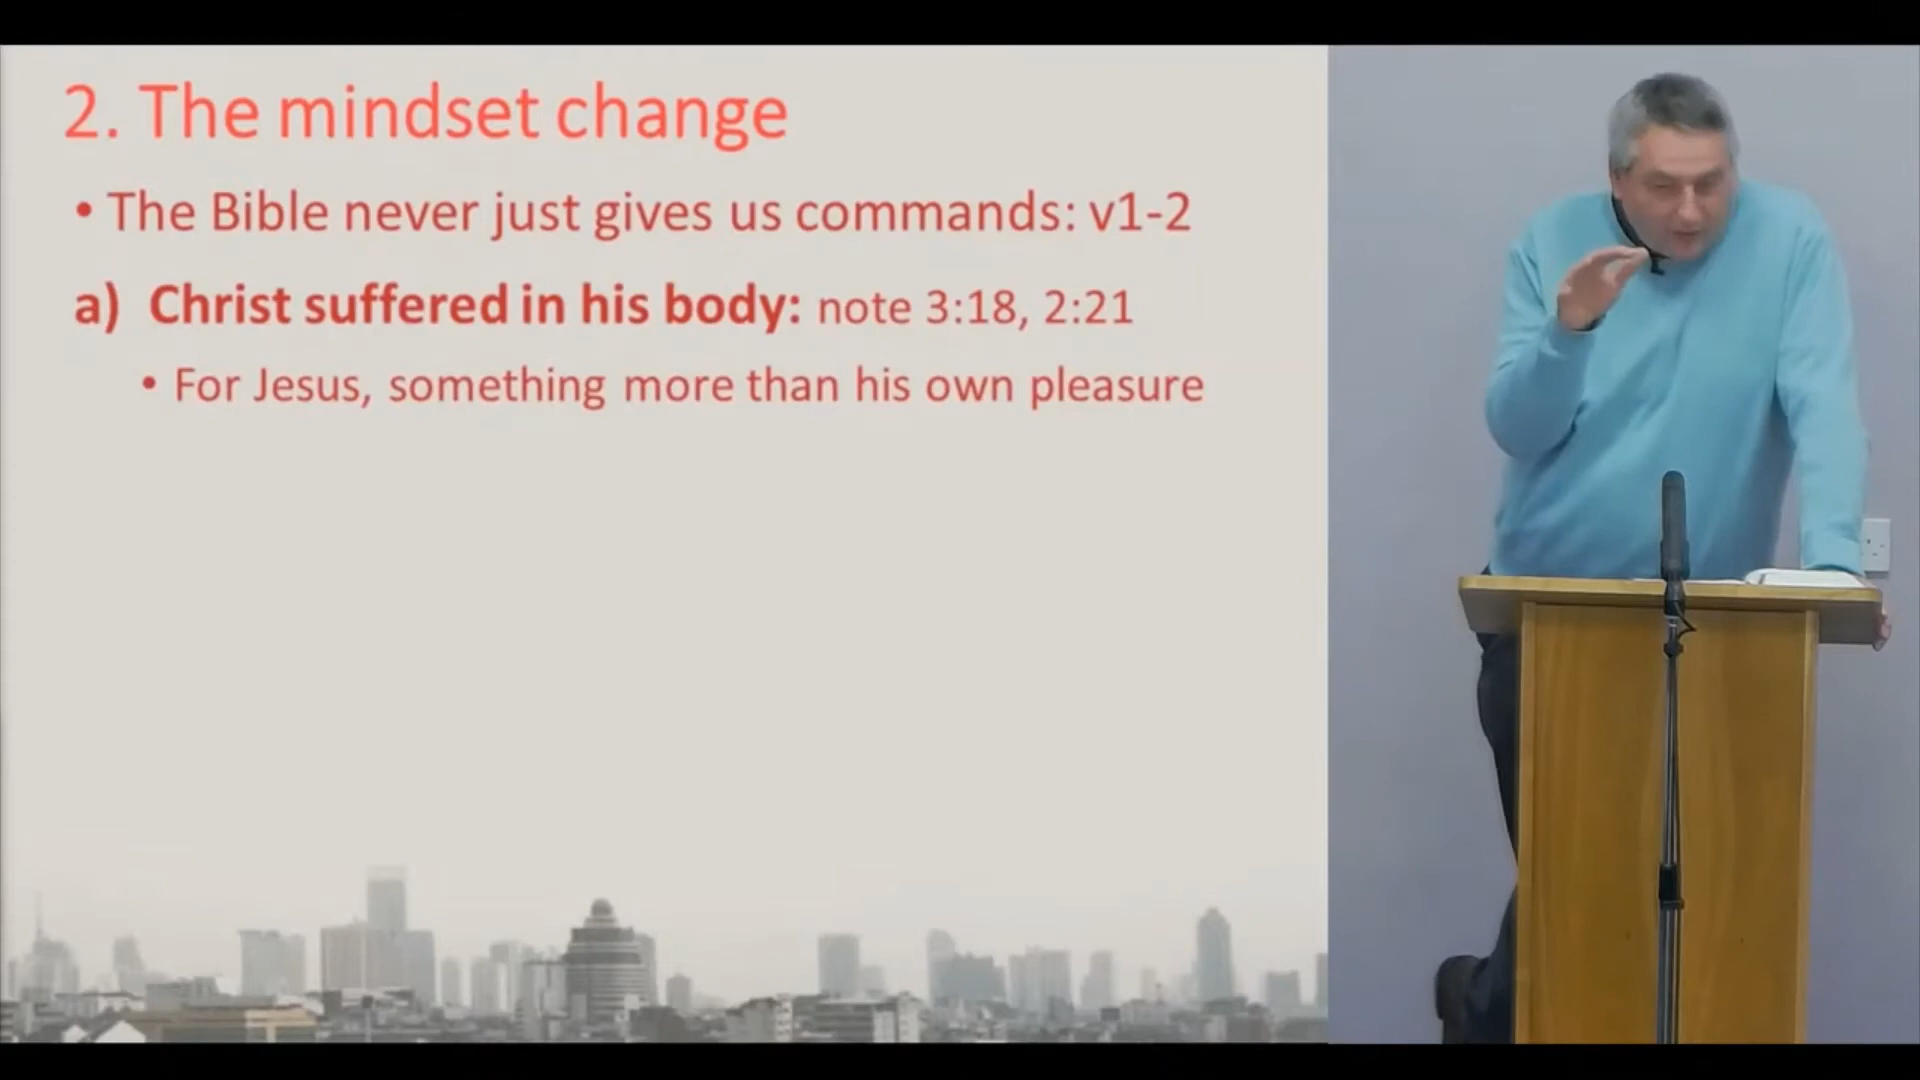 2. The mindset change
• The Bible never just gives us commands: v1-2
a) Christ suffered in his body: note 3:18, 2:21
• For Jesus, something more than his own pleasure